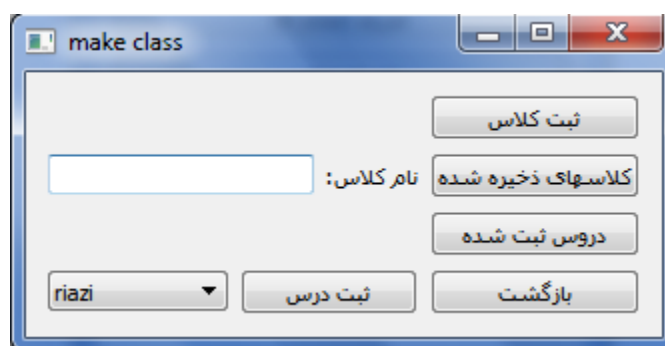 make class
ثبت کلاس
کلاسهای ذخیره شده
نام کلاس:
دروس ثبت شده
بازگشت
ثبت درس
riazi